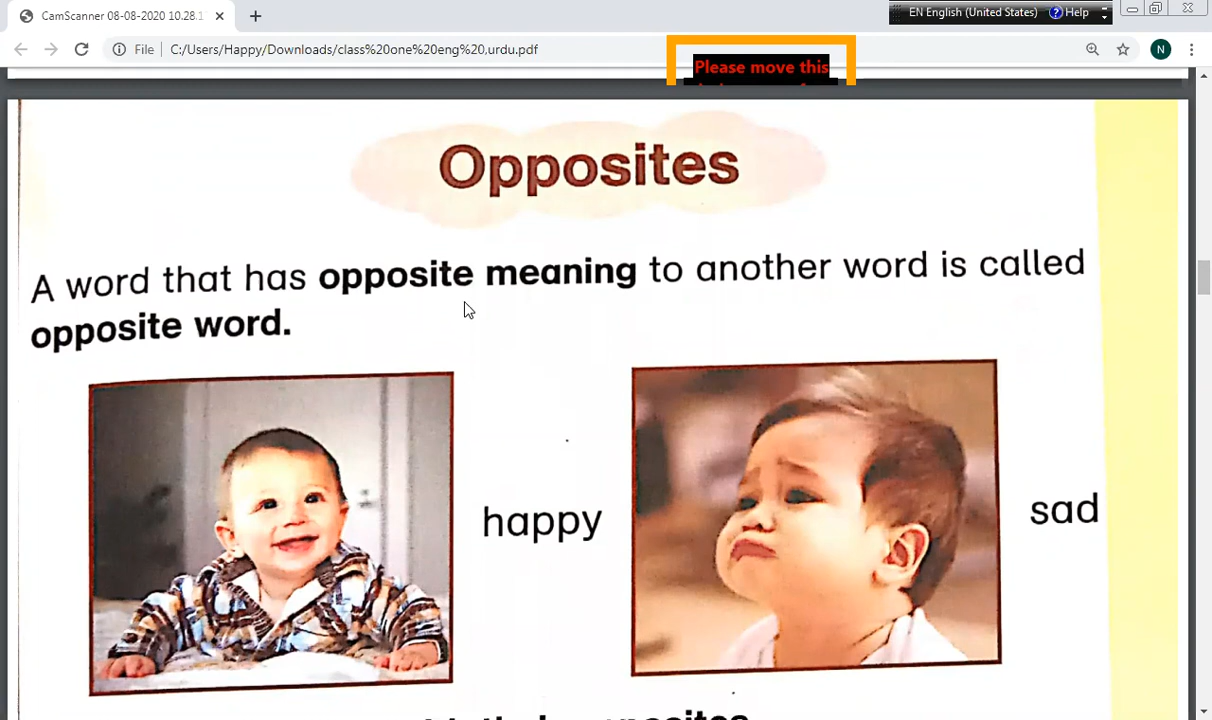 CamScanner 08-08-2020 10.28.1
EN English (United States) Help
File C:/Users/Happy/Downloads/class%20one%20eng%20,urdu.pdf N
Please move this
Opposites
A word that has opposite meaning to another word is called
opposite word.
happy
sad